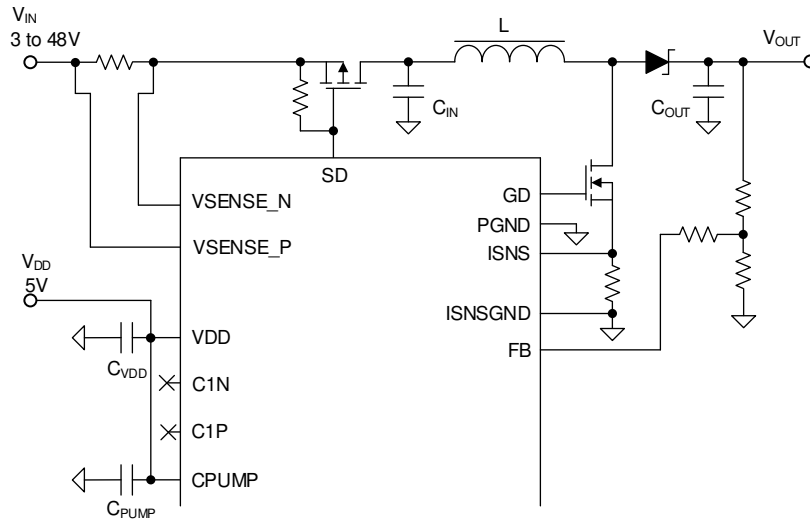 VIN
3 to 48V
L
VOUT
CIN
COUT
SD
VSENSE_N
VSENSE_P
GD
PGND
ISNS
VDD
5V
VDD
CVDD
ISNSGND
FB
C1N
C1P
CPUMP
CPUMP